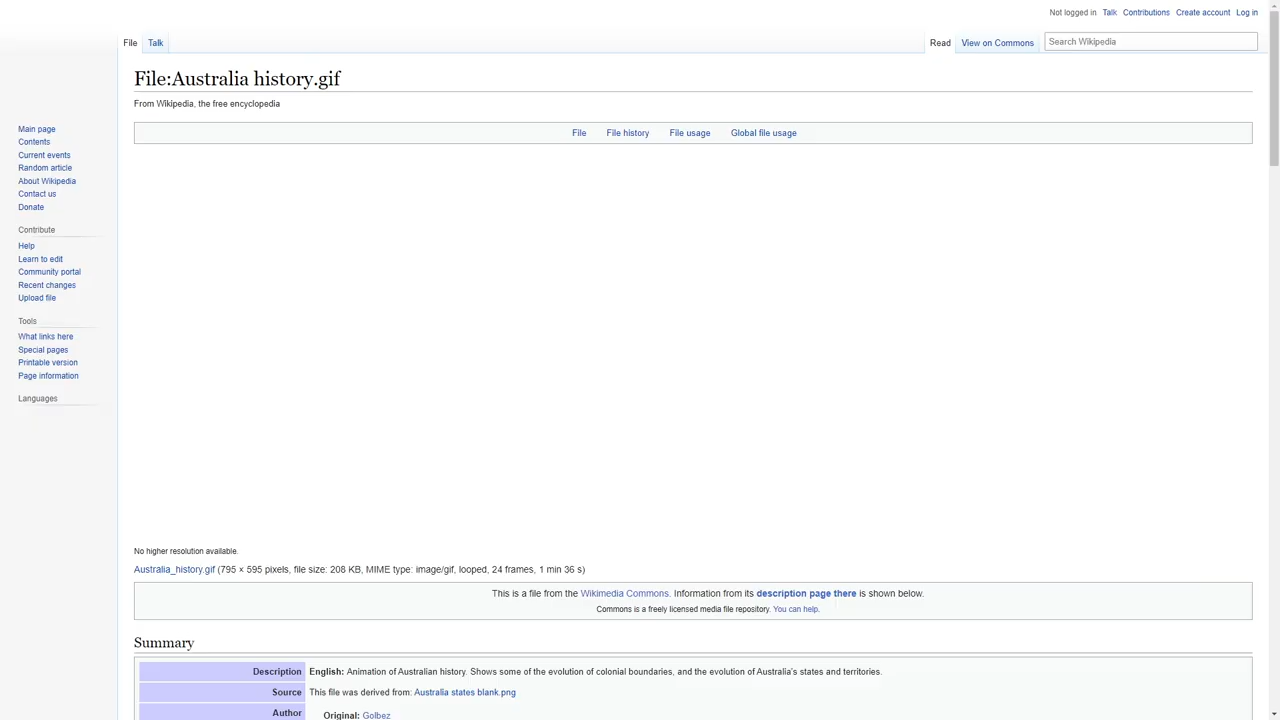 Not logged in Talk Contributions Create account Log in
File Talk Read View on Commons Search Wikipedia
File:Australia history.gif
From Wikipedia, the free encyclopedia
File File history File usage Global file usage
Main page
Contents
Current events
Random article
About Wikipedia
Contact us
Donate
Contribute
Help
Learn to edit
Community portal
Recent changes
Upload file
Tools
What links here
Special pages
Printable version
Page information
Languages
No higher resolution available.
Australia_history.gif (795 × 595 pixels, file size: 208 KB, MIME type: image/gif, looped, 24 frames, 1 min 36 s)
This is a file from the Wikimedia Commons. Information from its description page there is shown below.
Commons is a freely licensed media file repository. You can help.
Summary
Description English: Animation of Australian history. Shows some of the evolution of colonial boundaries, and the evolution of Australia's states and territories.
Source This file was derived from: Australia states blank.png
Author Original: Golbez